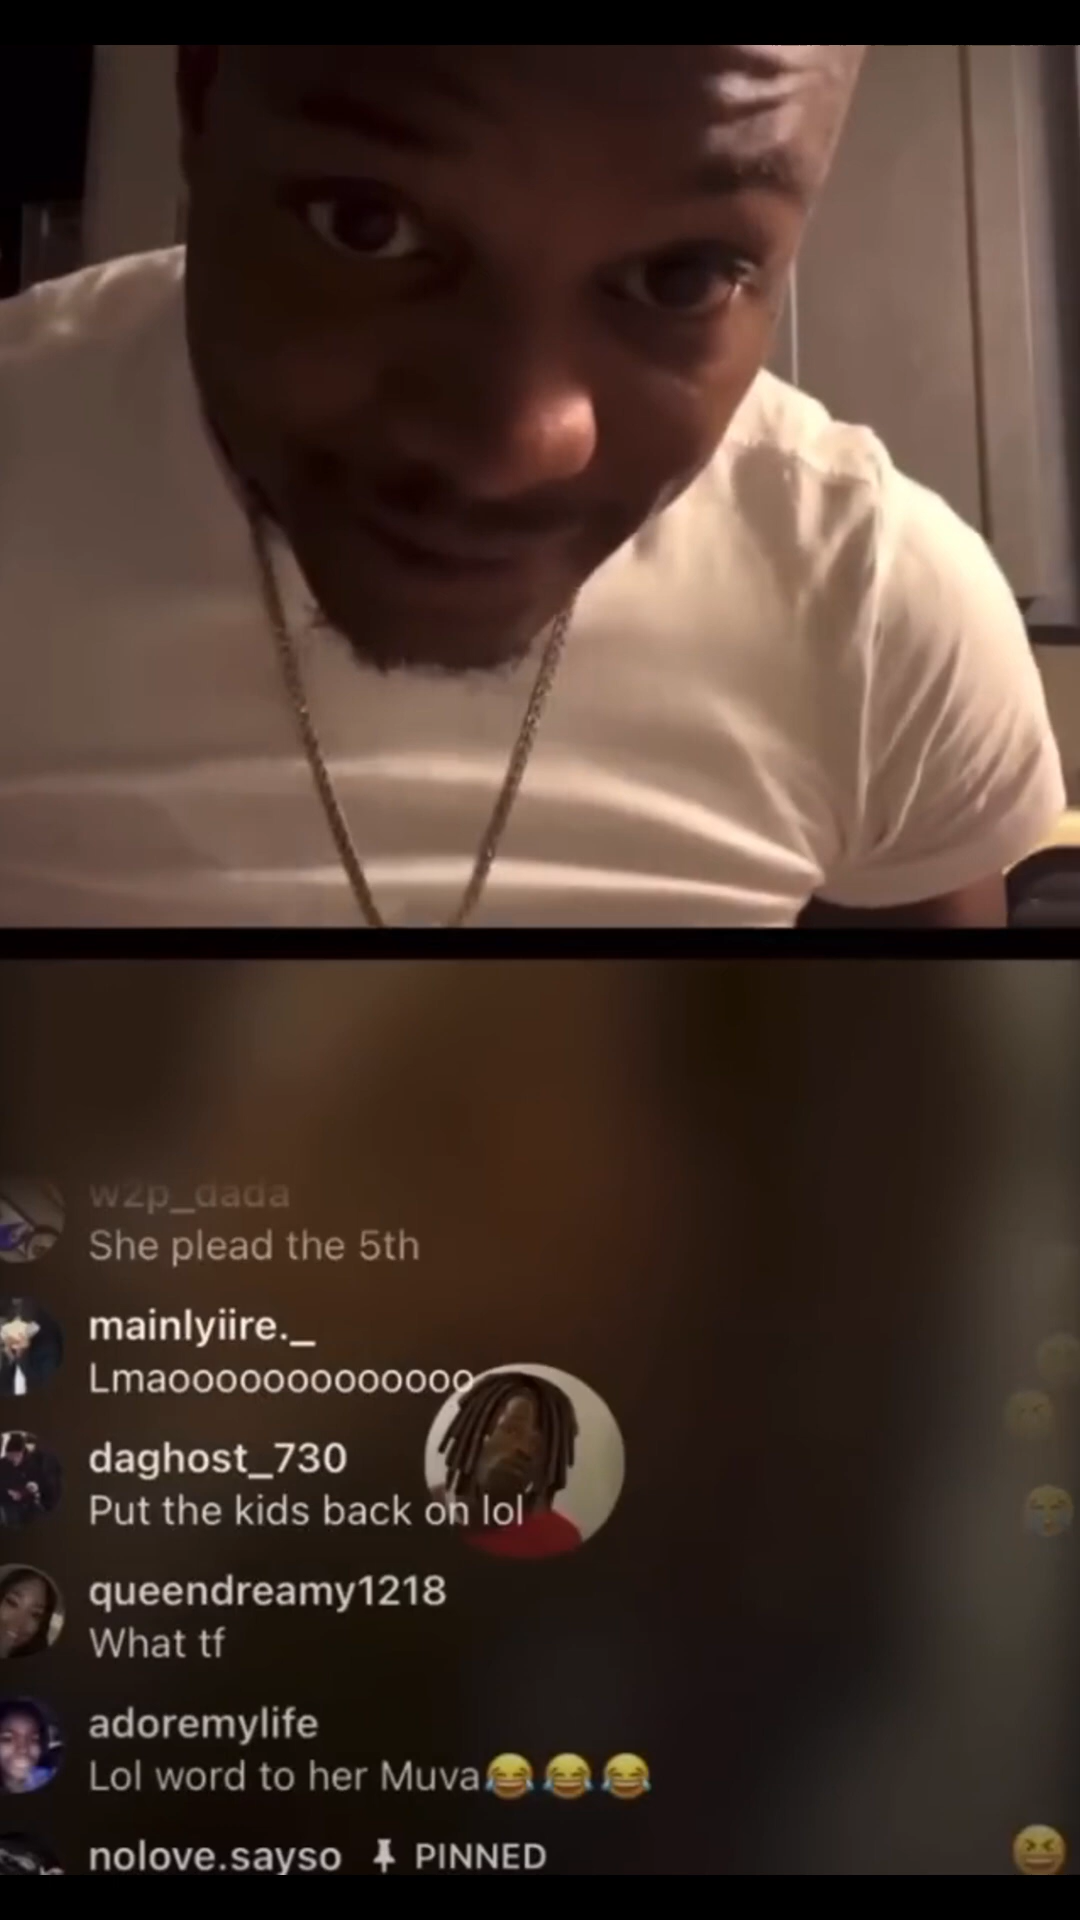 w2p_dada
She plead the 5th
mainlyiire._
Lmaooooooooooooo
daghost_730
Put the kids back on lol
queendreamy1218
What tf
adoremylife
Lol word to her Muva😂😂😂
nolove.sayso 📌 PINNED